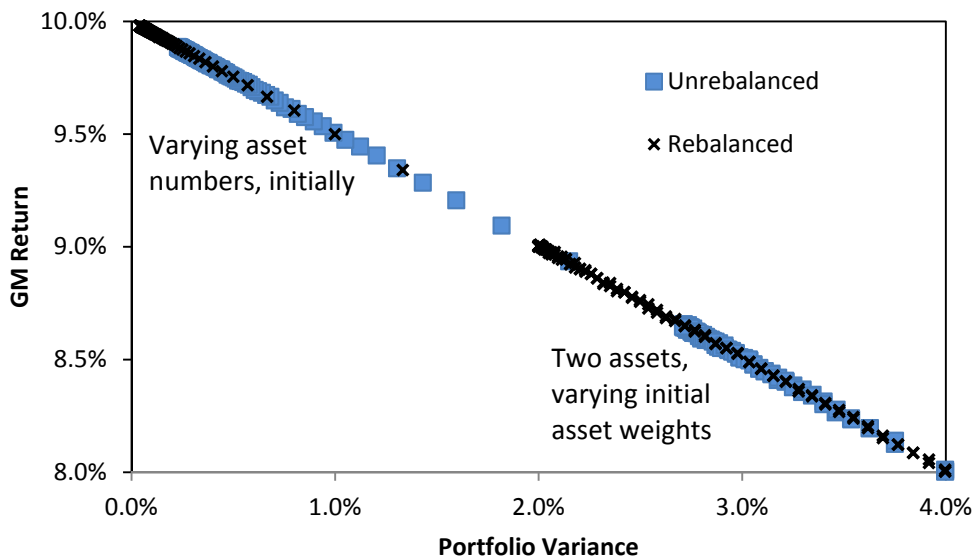 10.0%
9.5%
9.0%
8.5%
8.0%
GM Return
Unrebalanced
Rebalanced
Varying asset
numbers, initially
Two assets,
varying initial
asset weights
0.0%
1.0%
2.0%
3.0%
4.0%
Portfolio Variance